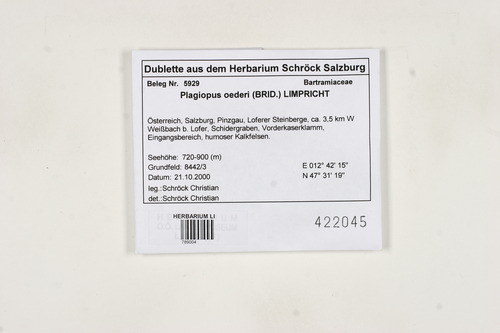 Dublette aus dem Herbarium Schröck Salzburg
Beleg Nr. 5929 Bartramiaceae
Plagiopus oederi (BRID.) LIMPRICHT
Österreich, Salzburg, Pinzgau, Loferer Steinberge, ca. 3,5 km W
Weißbach b. Lofer, Schidergraben, Vorderkaserklamm,
Eingangsbereich, humoser Kalkfelsen.
Seehöhe: 720-900 (m) E 012° 42' 15"
Grundfeld: 8442/3 N 47° 31' 19"
Datum: 21.10.2000
leg.:Schröck Christian
det.:Schröck Christian
HERBARIUM LI
789004
422045